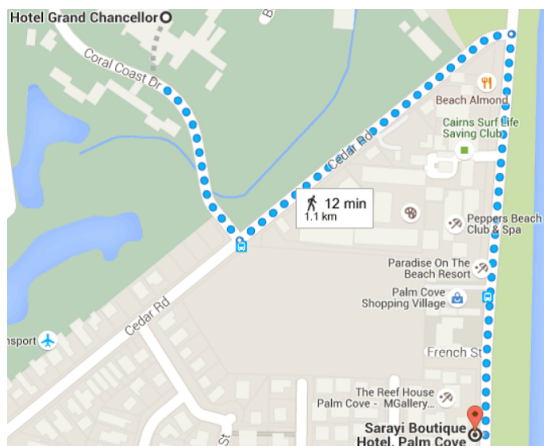 Hotel Grand Chancellor
B
Coral Coast Dr
Beach Almond
Cairns Surf Life
Saving Club
Cedar Rd
12 min
1.1 km
Peppers Beach
Club & Spa
Paradise On The
Beach Resort
Palm Cove
Shopping Village
Cedar Rd
nsport
French St
The Reef House
Palm Cove - MGallery...
St
Sarayi Boutique
Hotel, Palm Cove